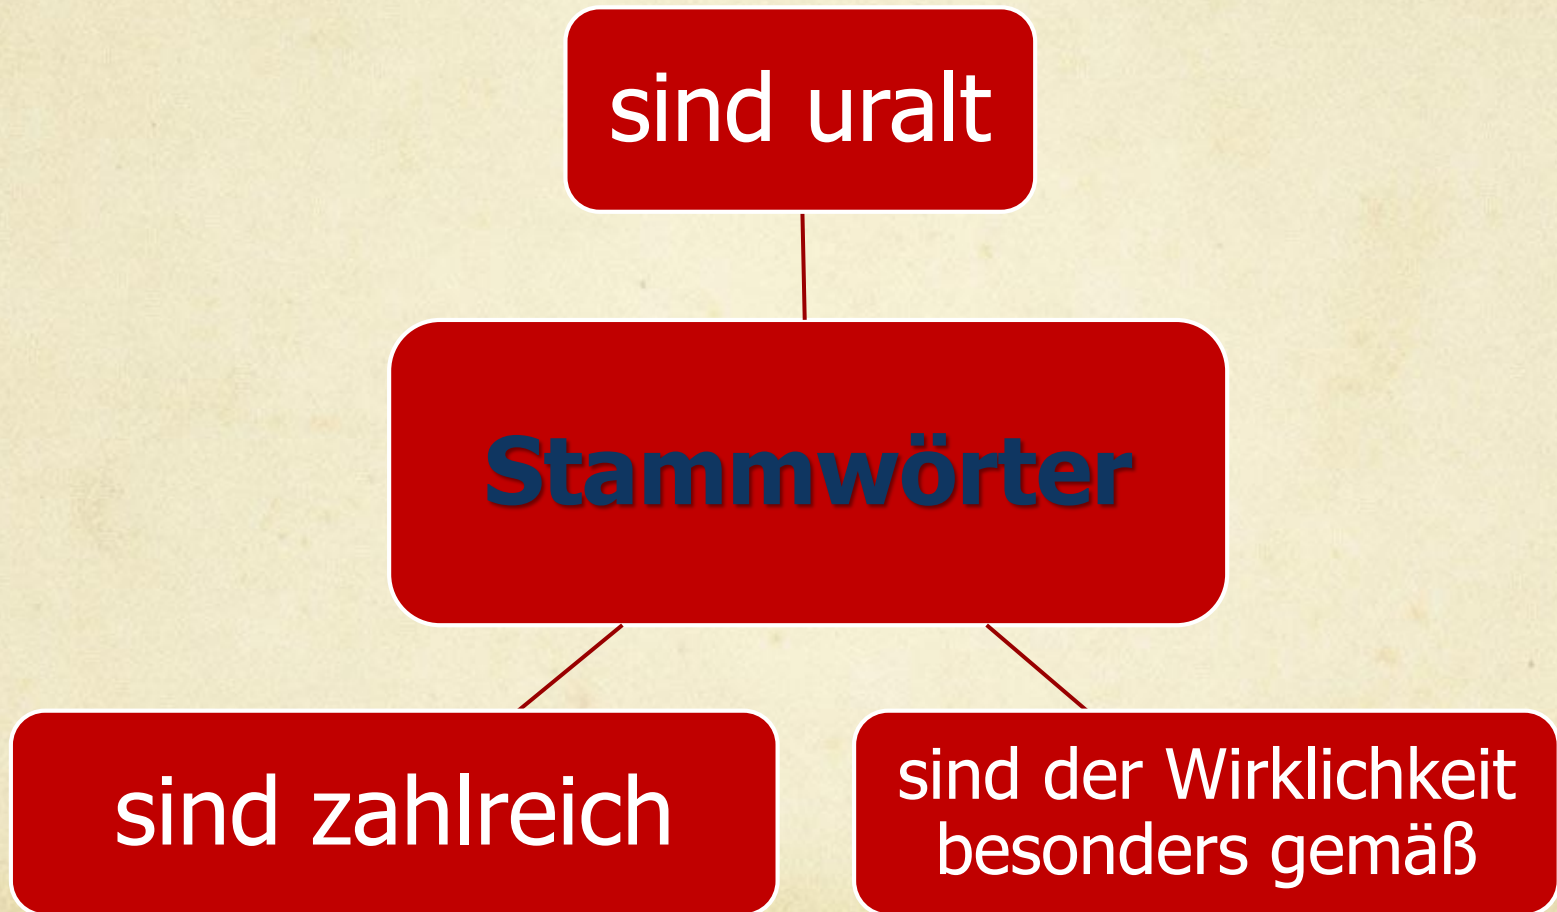 sind uralt
Stammwörter
sind zahlreich
sind der Wirklichkeit
besonders gemäß